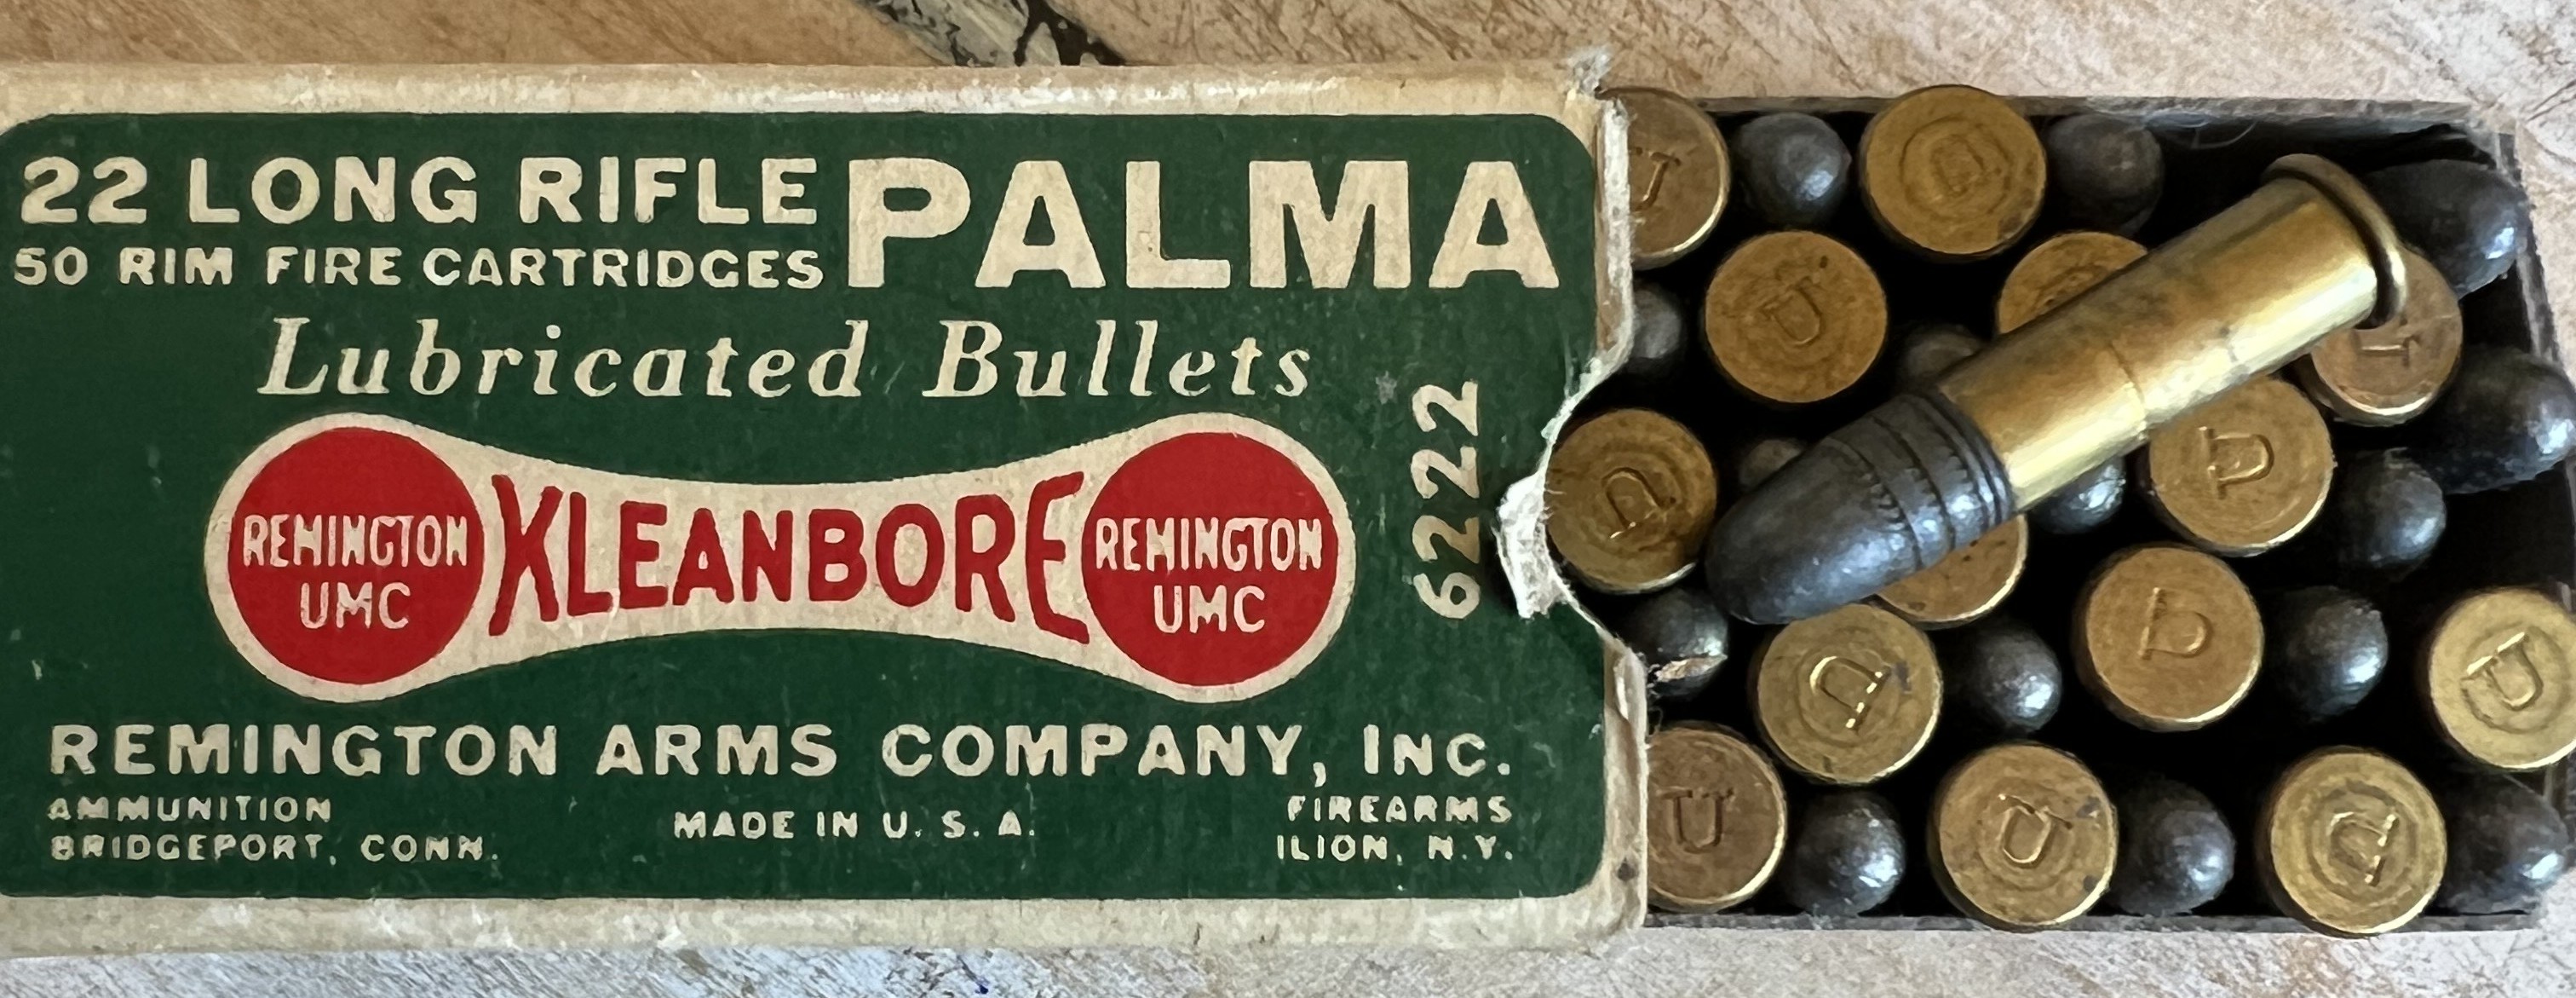 22 LONG RIFLE PALMA
50 RIM FIRE CARTRIDGES
Lubricated Bullets
REMINGTON
UMC
KLEANBORE
REMINGTON
UMC
6222
REMINGTON ARMS COMPANY, INC.
AMMUNITION
BRIDGEPORT, CONN.
MADE IN U. S. A.
FIREARMS
ILION, N.Y.
U
U
U
U
U
U
U
U
U
U
U
U